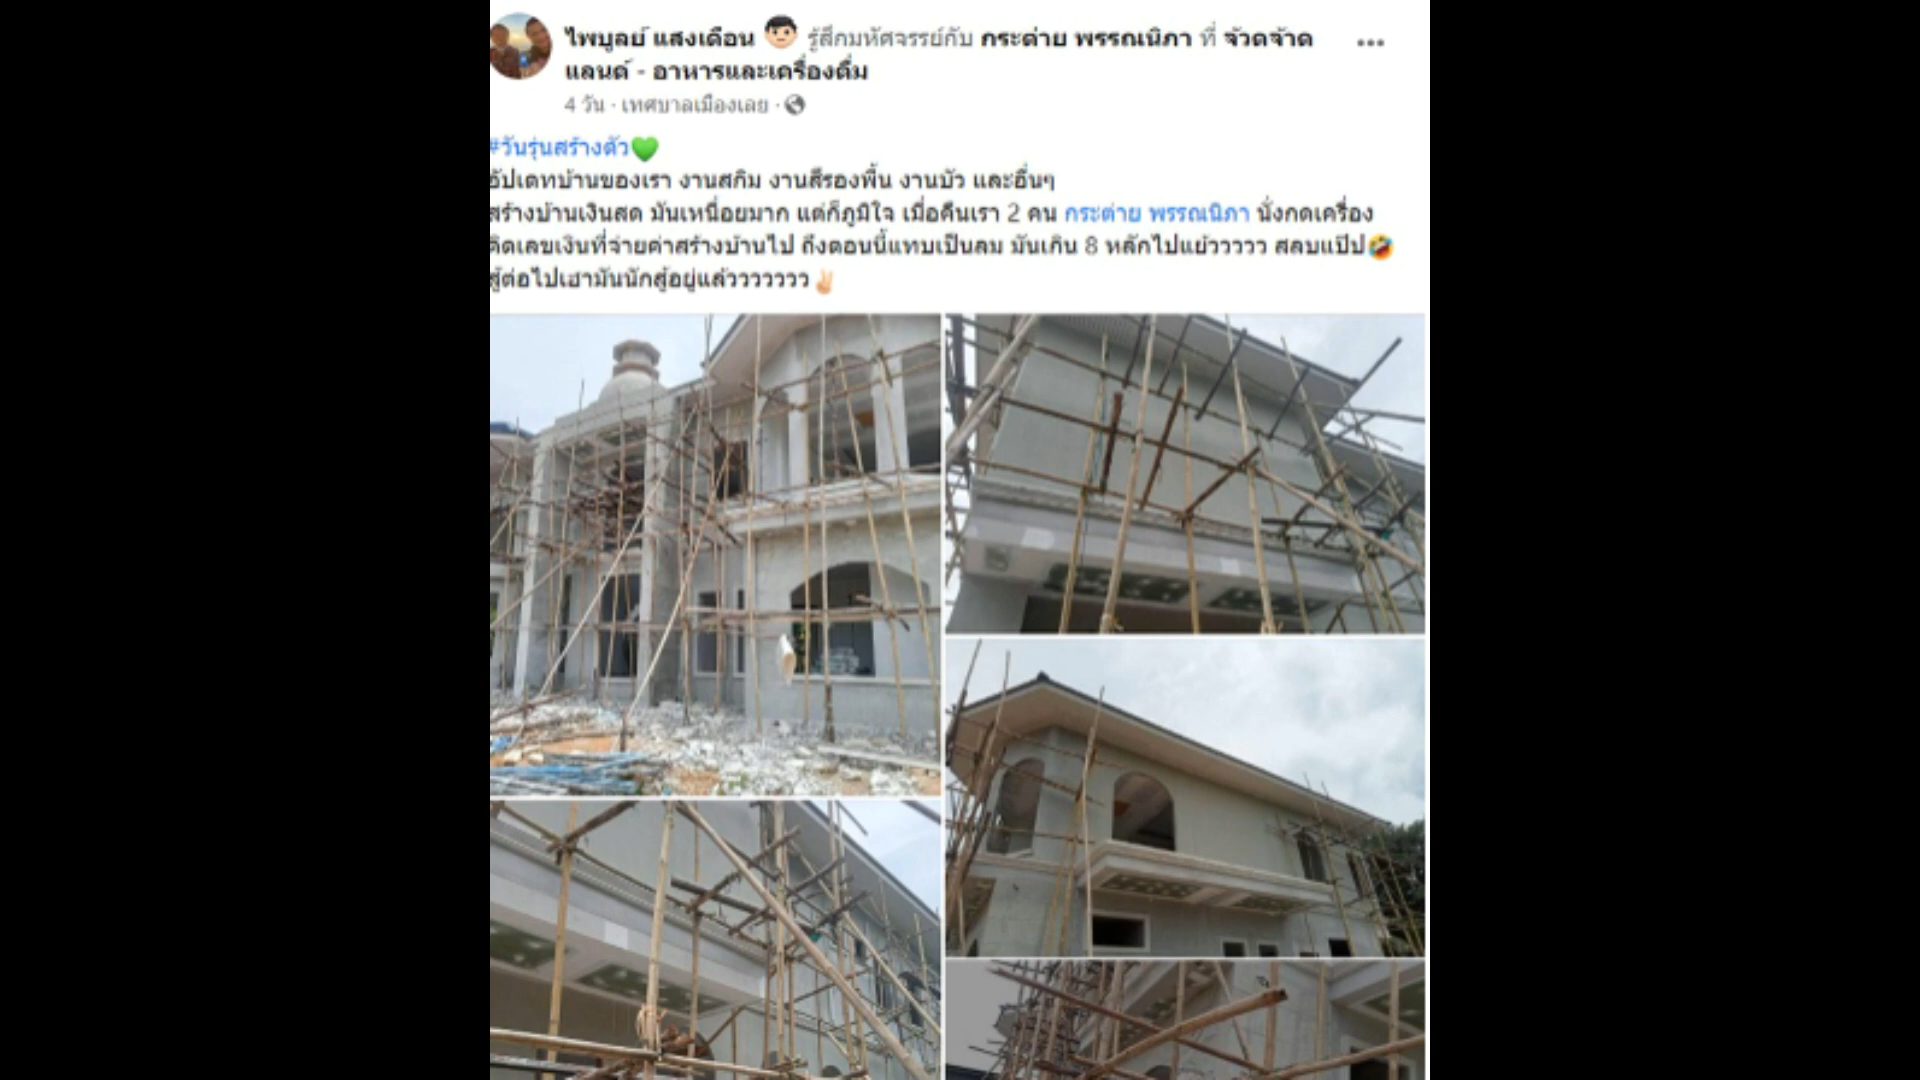 ไพบูลย์ แสงเดือน รู้สึกมหัศจรรย์กับ กระต่าย พรรณนิภา ที่ จ้วดจ้าด
แลนด์ - อาหารและเครื่องดื่ม
4 วัน · เทศบาลเมืองเลย ·
#วันรุ่นสร้างตัว
อัปเดทบ้านของเรา งานสกิม งานสีรองพื้น งานบัว และอื่นๆ
สร้างบ้านเงินสด มันเหนื่อยมาก แต่ก็ภูมิใจ เมื่อคืนเรา 2 คน กระต่าย พรรณนิภา นั่งกดเครื่อง
คิดเลขเงินที่จ่ายค่าสร้างบ้านไป ถึงตอนนี้แทบเป็นลม มันเกิน 8 หลักไปแย้ววววว สลบแป๊ป🤣
สู้ต่อไปเฮามันนักสู้อยู่แล้วววววววว✌🏻